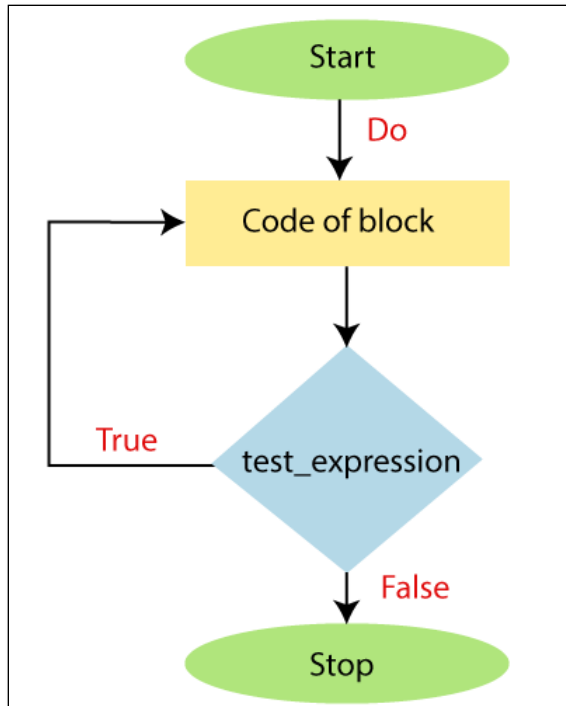 Start
Do
Code of block
True
test_expression
False
Stop